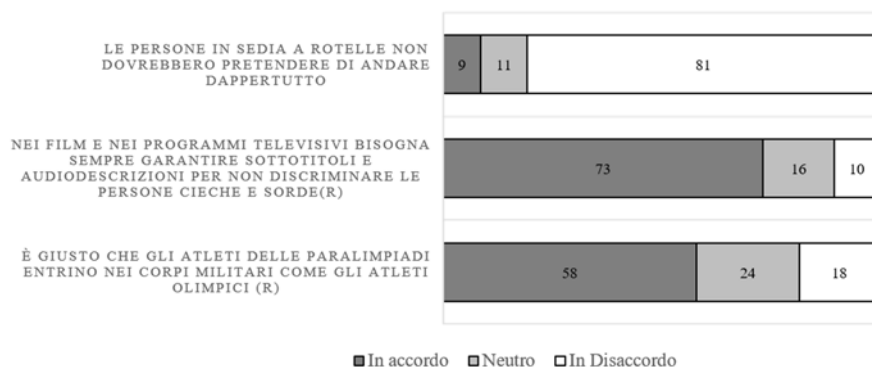 LE PERSONE IN SEDIA A ROTELLE NON
DOVREBBERO PRETENDERE DI ANDARE
DAPPERTUTTO
9 11 81
NEI FILM E NEI PROGRAMMI TELEVISIVI BISOGNA
SEMPRE GARANTIRE SOTTOTITOLI E
AUDIODESCRIZIONI PER NON DISCRIMINARE LE
PERSONE CIECHE E SORDE(R)
73 16 10
È GIUSTO CHE GLI ATLETI DELLE PARALIMPIADI
ENTRINO NEI CORPI MILITARI COME GLI ATLETI
OLIMPICI (R)
58 24 18
In accordo Neutro In Disaccordo